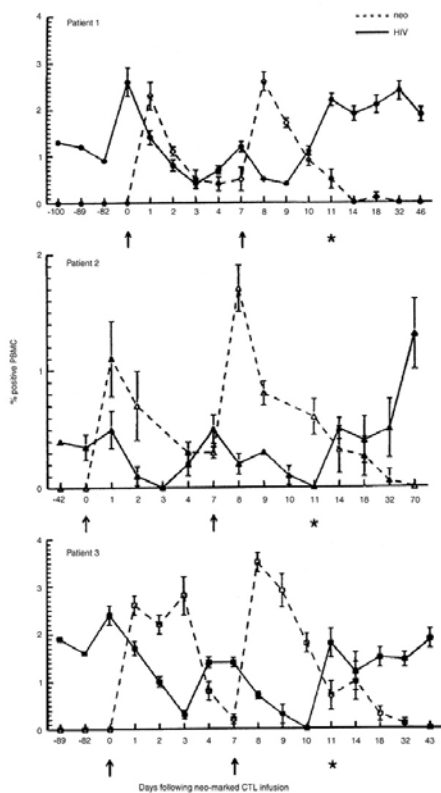 neo
HIV
Patient 1
4
3
2
1
0
-100 -89 -82 0 1 2 3 4 7 8 9 10 11 14 18 32 46
*
Patient 2
2
% positive PBMC
1
0
-42 0 1 2 3 4 7 8 9 10 11 14 18 32 70
*
Patient 3
4
3
2
1
0
-89 -82 0 1 2 3 4 7 8 9 10 11 14 18 32 43
*
Days following neo-marked CTL infusion